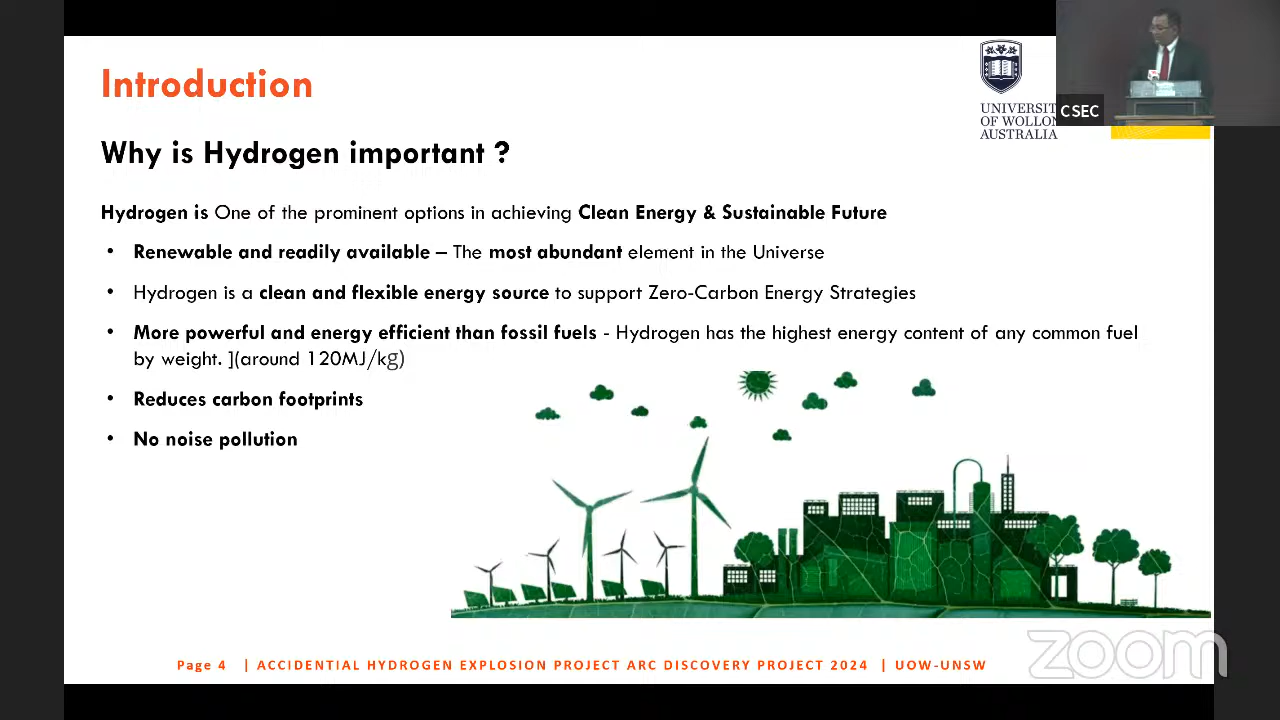 Introduction
UNIVERSIT
OF WOLLON
AUSTRALIA
CSEC
Why is Hydrogen important ?
Hydrogen is One of the prominent options in achieving Clean Energy & Sustainable Future
• Renewable and readily available – The most abundant element in the Universe
• Hydrogen is a clean and flexible energy source to support Zero-Carbon Energy Strategies
• More powerful and energy efficient than fossil fuels - Hydrogen has the highest energy content of any common fuel
by weight. ](around 120MJ/kg)
• Reduces carbon footprints
• No noise pollution
Page 4 | ACCIDENTIAL HYDROGEN EXPLOSION PROJECT ARC DISCOVERY PROJECT 2024 | UOW-UNSW
zoom